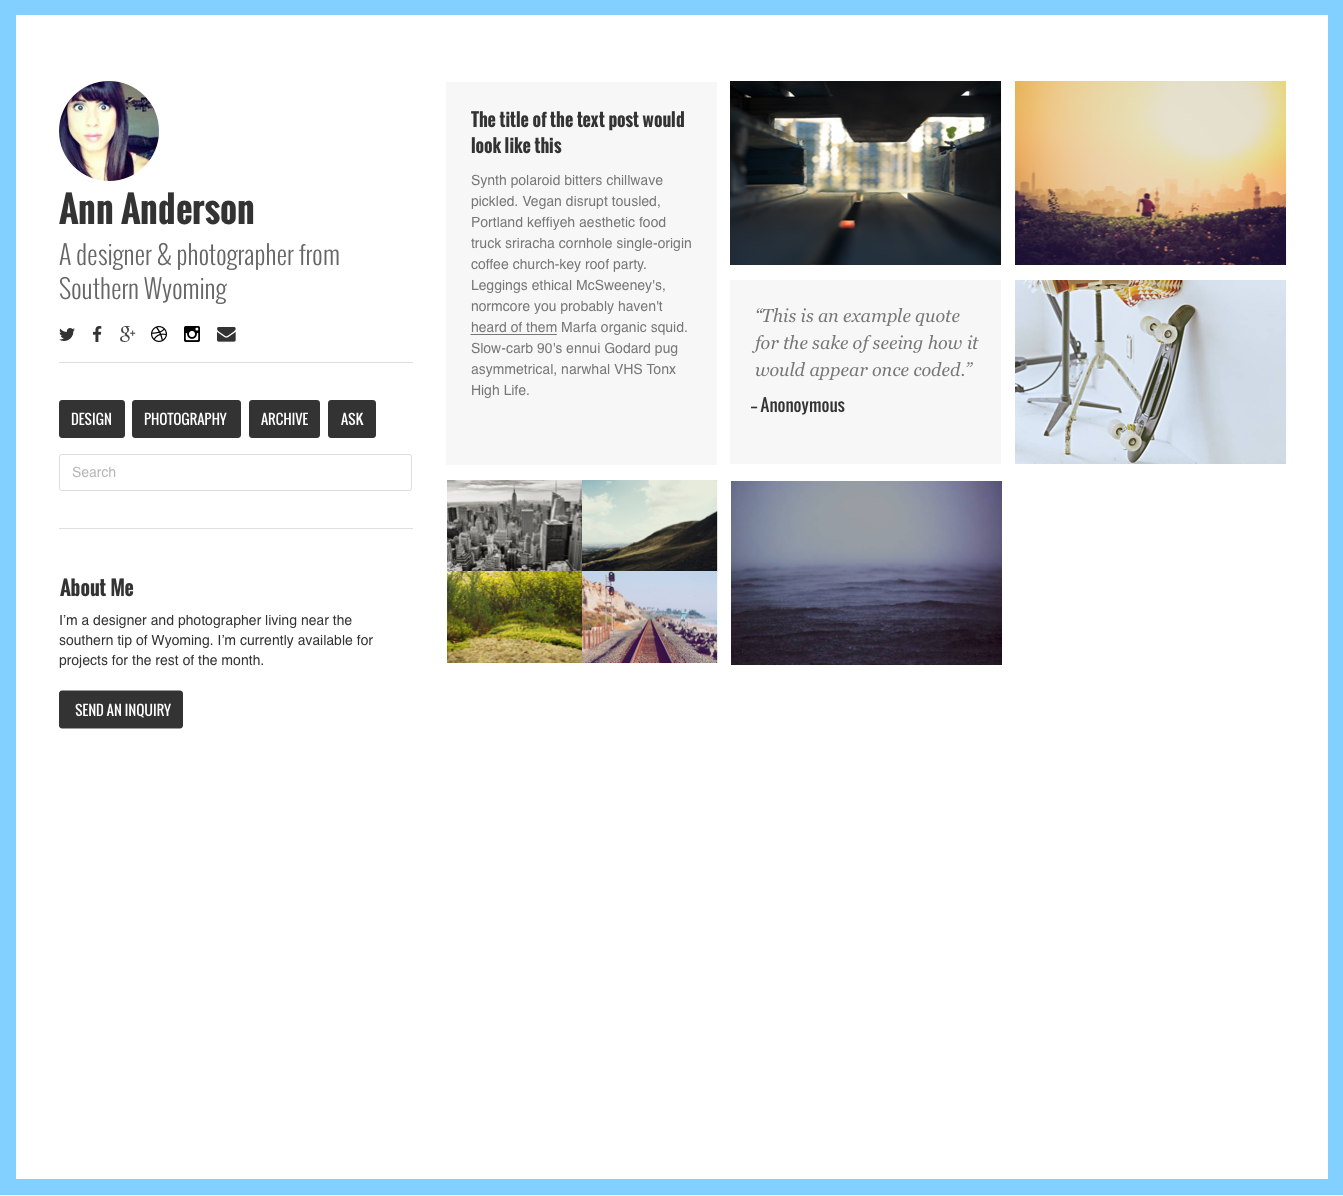 Ann Anderson
A designer & photographer from
Southern Wyoming
DESIGN
PHOTOGRAPHY
ARCHIVE
ASK
Search
About Me
I'm a designer and photographer living near the
southern tip of Wyoming. I'm currently available for
projects for the rest of the month.
SEND AN INQUIRY
The title of the text post would
look like this
Synth polaroid bitters chillwave
pickled. Vegan disrupt tousled,
Portland keffiyeh aesthetic food
truck sriracha cornhole single-origin
coffee church-key roof party.
Leggings ethical McSweeney's,
normcore you probably haven't
heard of them Marfa organic squid.
Slow-carb 90's ennui Godard pug
asymmetrical, narwhal VHS Tonx
High Life.
“This is an example quote
for the sake of seeing how it
would appear once coded.”
– Anonoymous